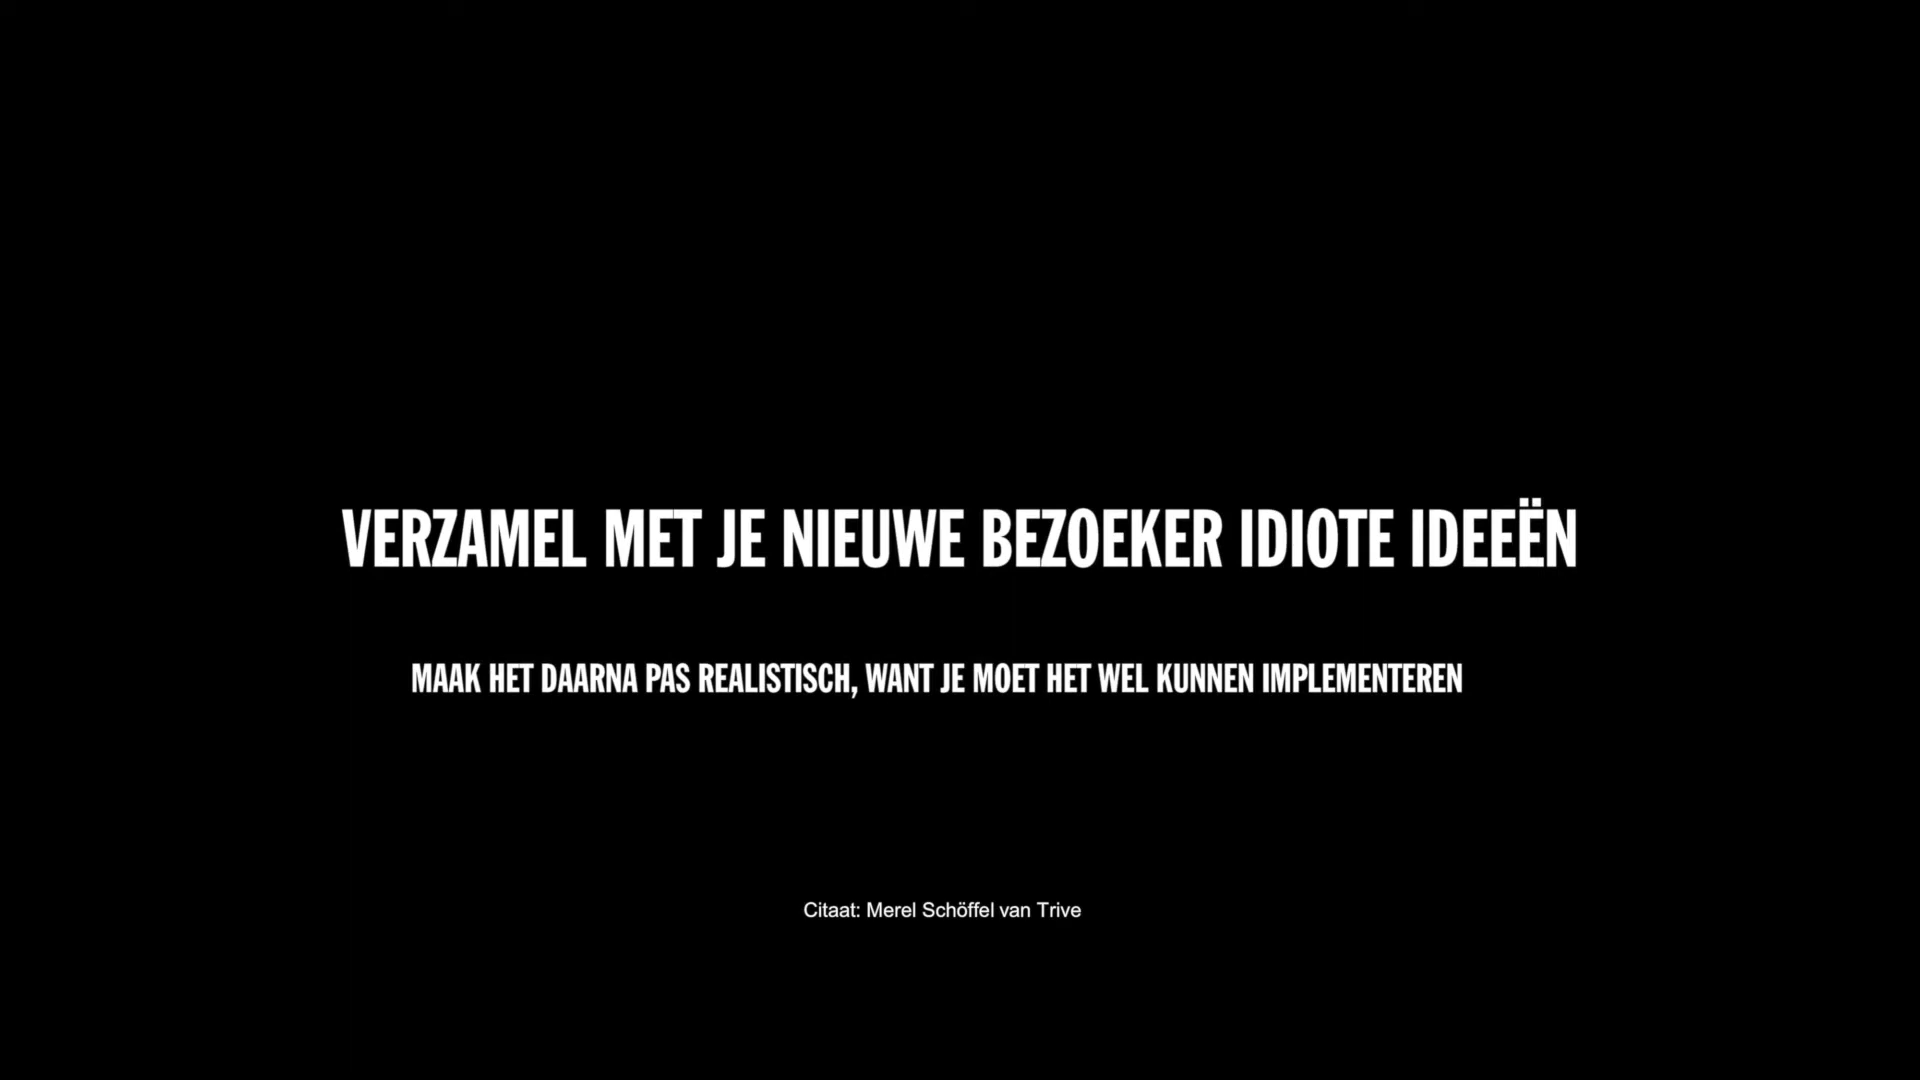 VERZAMEL MET JE NIEUWE BEZOEKER IDIOTE IDEEËN
MAAK HET DAARNA PAS REALISTISCH, WANT JE MOET HET WEL KUNNEN IMPLEMENTEREN
Citaat: Merel Schöffel van Trive